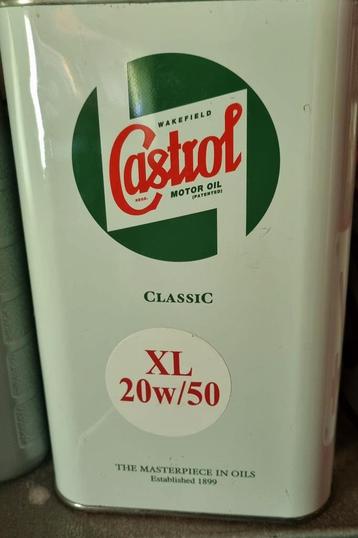 WAKEFIELD
Castrol
REGD.
MOTOR OIL
(PATENTED)
CLASSIC
XL
20w/50
THE MASTERPIECE IN OILS
Established 1899